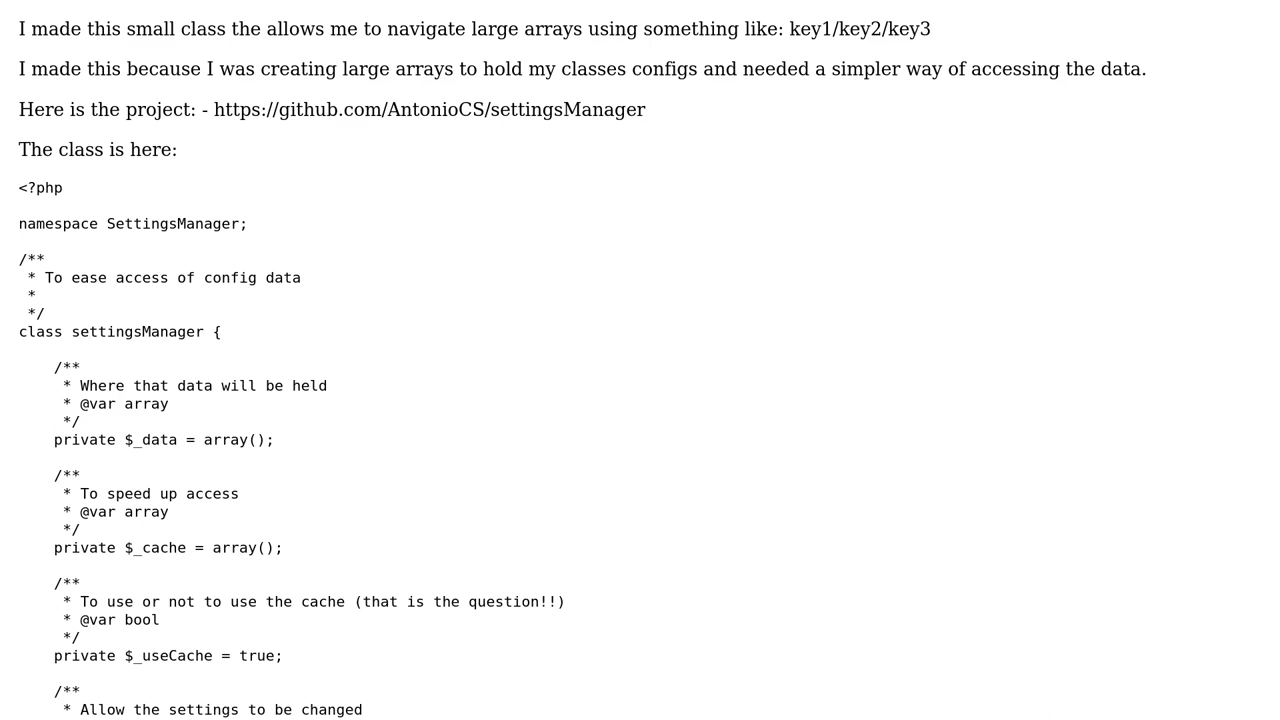 I made this small class the allows me to navigate large arrays using something like: key1/key2/key3
I made this because I was creating large arrays to hold my classes configs and needed a simpler way of accessing the data.
Here is the project: - https://github.com/AntonioCS/settingsManager
The class is here:
<?php
namespace SettingsManager;
/**
 * To ease access of config data
 *
 */
class settingsManager {
    /**
     * Where that data will be held
     * @var array
     */
    private $_data = array();
    /**
     * To speed up access
     * @var array
     */
    private $_cache = array();
    /**
     * To use or not to use the cache (that is the question!!)
     * @var bool
     */
    private $_useCache = true;
    /**
     * Allow the settings to be changed